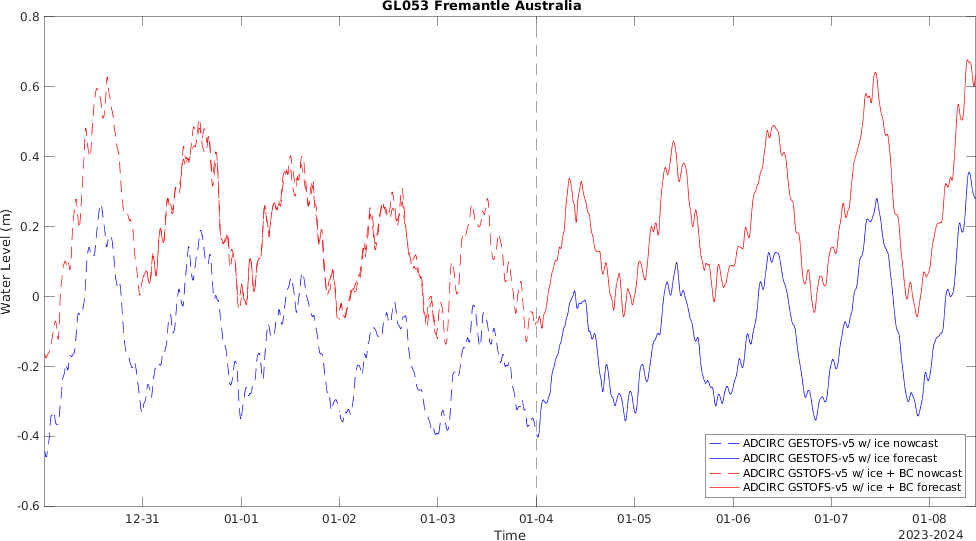 GL053 Fremantle Australia
Water Level (m)
0.8
0.6
0.4
0.2
0
-0.2
-0.4
-0.6
12-31
01-01
01-02
01-03
01-04
01-05
01-06
01-07
01-08
Time
2023-2024
ADCIRC GESTOFS-v5 w/ ice nowcast
ADCIRC GESTOFS-v5 w/ ice forecast
ADCIRC GSTOFS-v5 w/ ice + BC nowcast
ADCIRC GSTOFS-v5 w/ ice + BC forecast